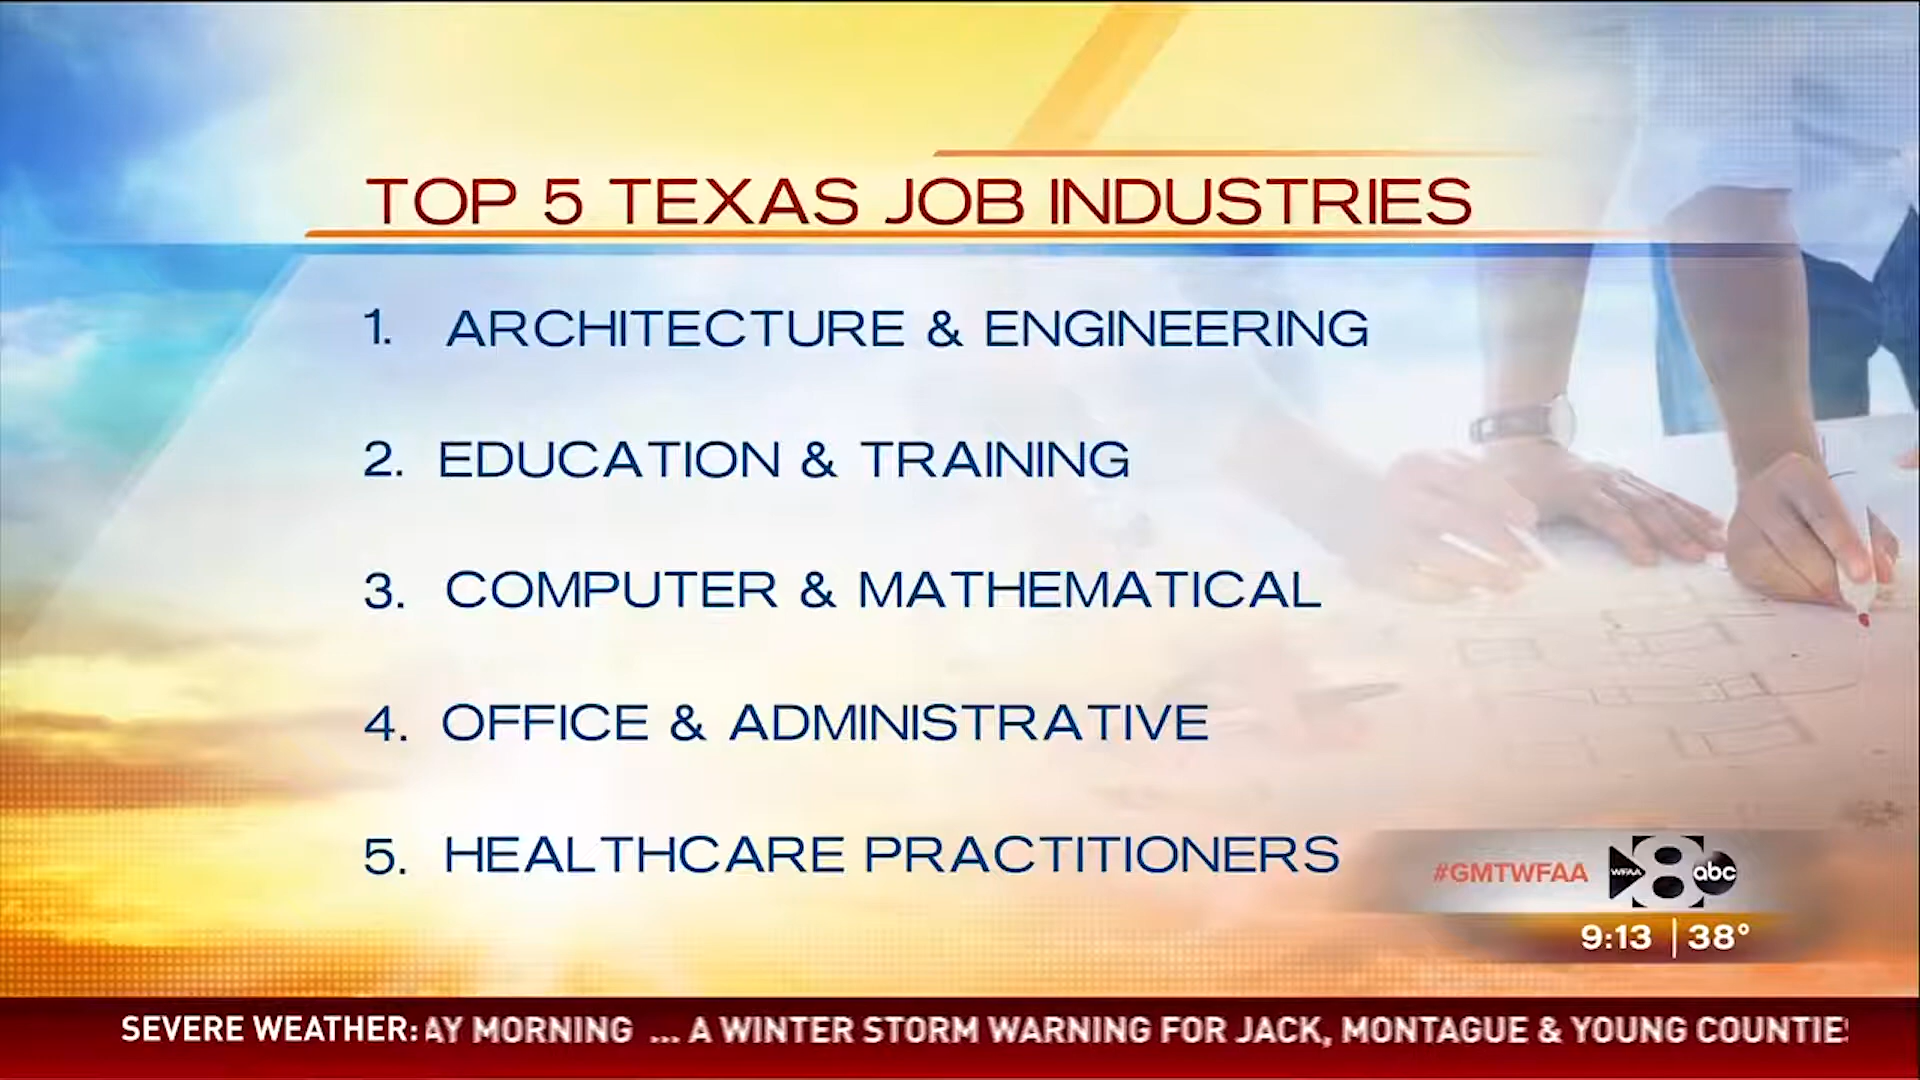 TOP 5 TEXAS JOB INDUSTRIES
1. ARCHITECTURE & ENGINEERING
2. EDUCATION & TRAINING
3. COMPUTER & MATHEMATICAL
4. OFFICE & ADMINISTRATIVE
5. HEALTHCARE PRACTITIONERS
#GMTWFAA WFAA 8 abc
9:13 | 38°
SEVERE WEATHER: AY MORNING ... A WINTER STORM WARNING FOR JACK, MONTAGUE & YOUNG COUNTIES